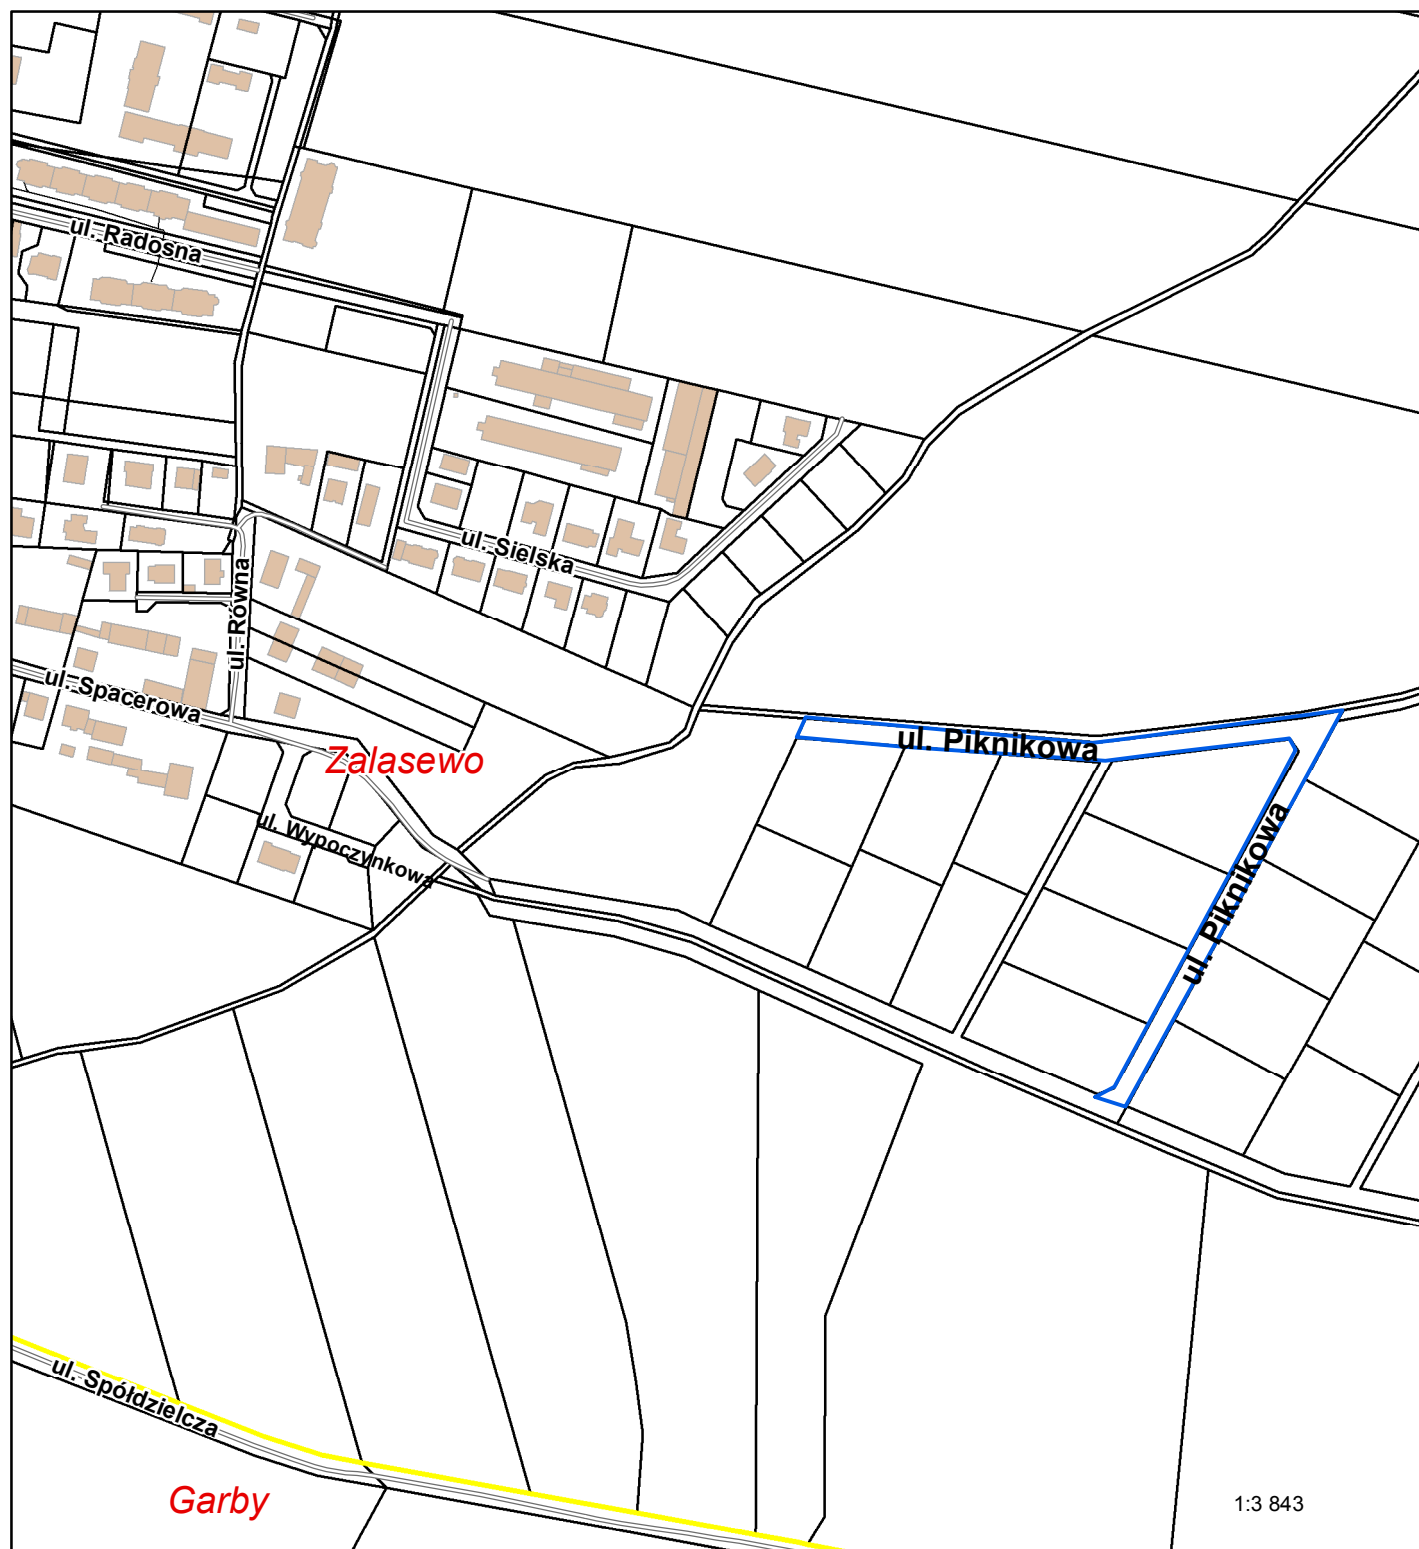 ul. Radosna
ul. Sielska
ul. Równa
ul. Spacerowa
Zalasewo
ul. Piknikowa
ul. Piknikowa
ul. Wypoczynkowa
ul. Spółdzielcza
Garby
1:3 843